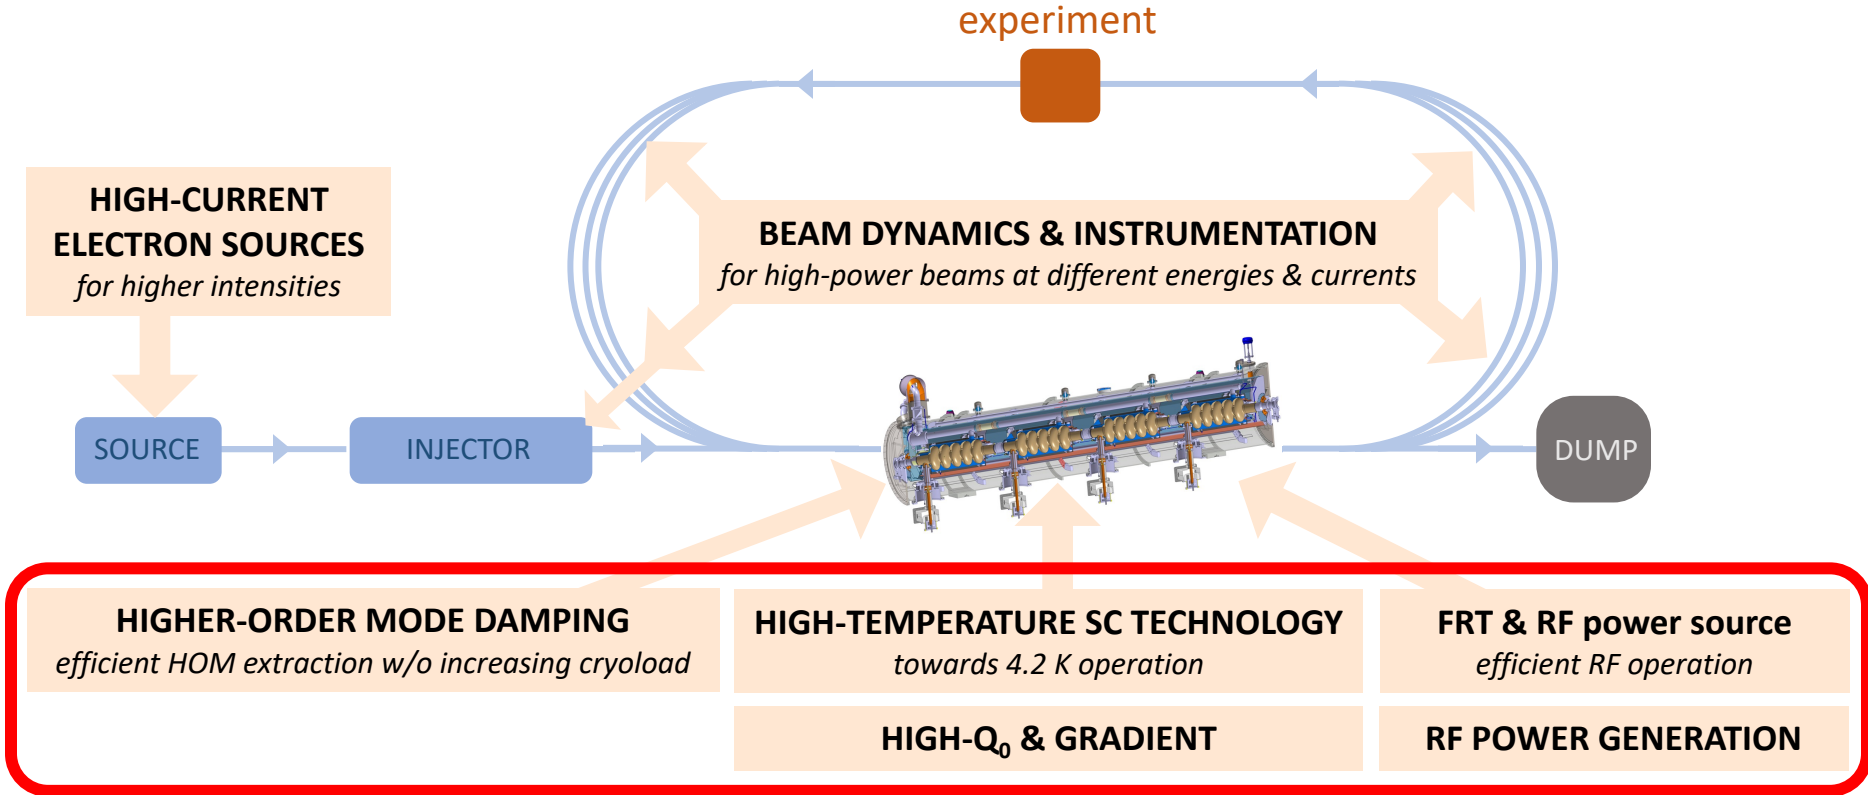 experiment
HIGH-CURRENT
ELECTRON SOURCES
for higher intensities
BEAM DYNAMICS & INSTRUMENTATION
for high-power beams at different energies & currents
SOURCE
INJECTOR
DUMP
HIGHER-ORDER MODE DAMPING
efficient HOM extraction w/o increasing cryoload
HIGH-TEMPERATURE SC TECHNOLOGY
towards 4.2 K operation
FRT & RF power source
efficient RF operation
HIGH-Q₀ & GRADIENT
RF POWER GENERATION